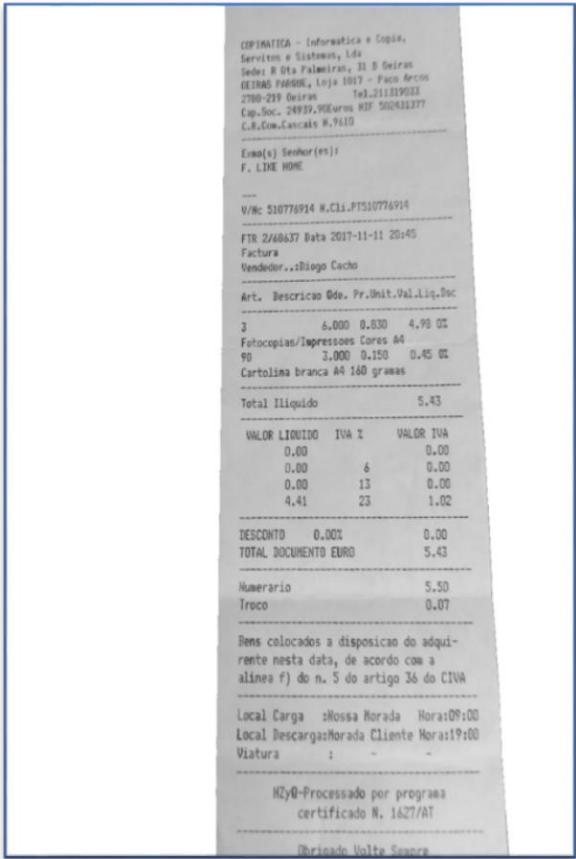 COPIMATICA - Informatica e Copia,
Servitos e Sistemas, Lda
Sede: R Qta Palmeiras, 31 D Oeiras
OEIRAS PARQUE, Loja 1017 - Paco Arcos
2780-219 Oeiras Tel.211319033
Cap.Soc. 24939.90Euros NIF 502431377
C.R.Com.Cascais N.9610
Exmo(s) Senhor(es):
F. LIKE HOME
---
V/Nc 510776914 N.Cli.PT510776914
FTR 2/68637 Data 2017-11-11 20:45
Factura
Vendedor..:Diogo Cacho
Art. Descricao Qde. Pr.Unit.Val.Liq.Dsc
3 6.000 0.830 4.98 0%
Fotocopias/Impressoes Cores A4
90 3.000 0.150 0.45 0%
Cartolina branca A4 160 gramas
Total Iliquido 5.43
VALOR LIQUIDO IVA % VALOR IVA
0.00 0.00
0.00 6 0.00
0.00 13 0.00
4.41 23 1.02
DESCONTO 0.00% 0.00
TOTAL DOCUMENTO EURO 5.43
Numerario 5.50
Troco 0.07
Bens colocados a disposicao do adqui-
rente nesta data, de acordo com a
alinea f) do n. 5 do artigo 36 do CIVA
Local Carga :Nossa Morada Hora:09:00
Local Descarga:Morada Cliente Hora:19:00
Viatura : - -
HZyQ-Processado por programa
certificado N. 1627/AT
Obrigado Volte Sempre